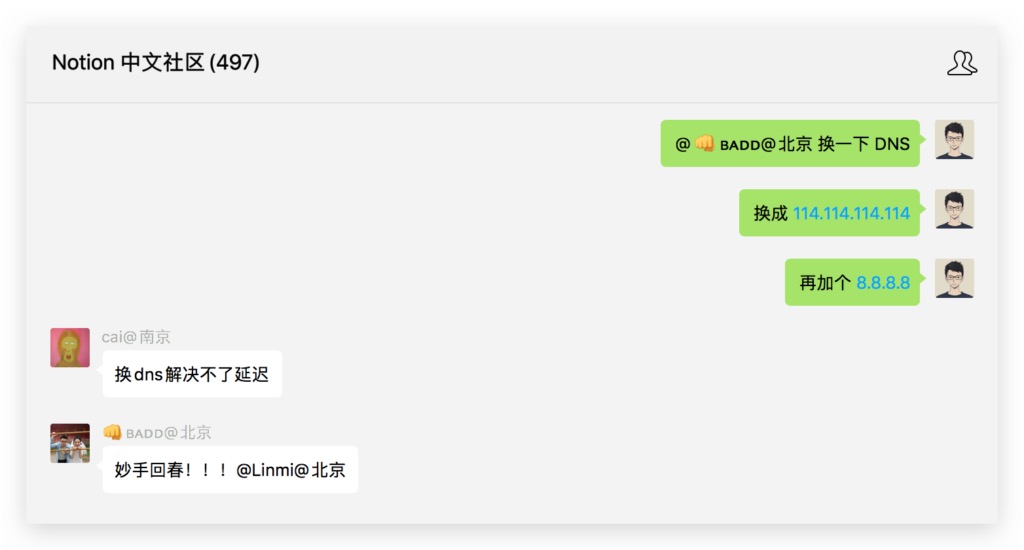 Notion 中文社区 (497)
@👊 ʙᴀᴅᴅ@北京 换一下 DNS
换成 114.114.114.114
再加个 8.8.8.8
cai@南京
换dns解决不了延迟
👊 ʙᴀᴅᴅ@北京
妙手回春！！！@Linmi@北京